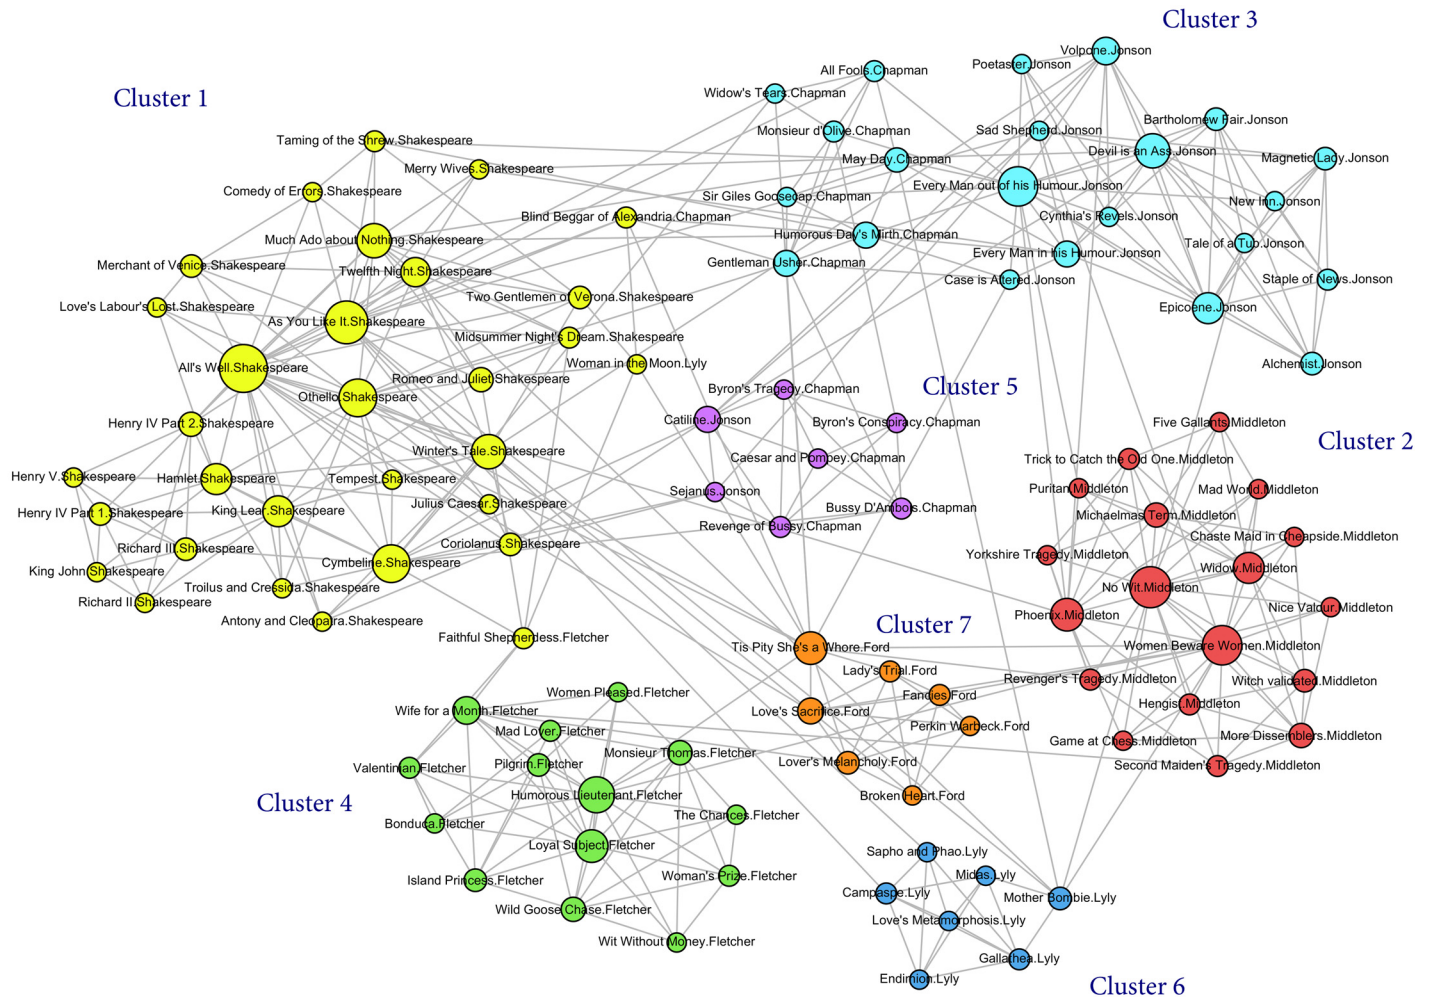 Cluster 3
Volpone.Jonson
Poetaster.Jonson
All Fools.Chapman
Widow's Tears.Chapman
Cluster 1
Bartholomew Fair.Jonson
Monsieur d'Olive.Chapman
Sad Shepherd.Jonson
Taming of the Shrew.Shakespeare
Devil is an Ass.Jonson
May Day.Chapman
Magnetic Lady.Jonson
Merry Wives.Shakespeare
Every Man out of his Humour.Jonson
Comedy of Errors.Shakespeare
Sir Giles Goosecap.Chapman
New Inn.Jonson
Blind Beggar of Alexandria.Chapman
Cynthia's Revels.Jonson
Humorous Day's Mirth.Chapman
Much Ado about Nothing.Shakespeare
Tale of a Tub.Jonson
Every Man in his Humour.Jonson
Gentleman Usher.Chapman
Merchant of Venice.Shakespeare
Twelfth Night.Shakespeare
Case is Altered.Jonson
Staple of News.Jonson
Two Gentlemen of Verona.Shakespeare
Love's Labour's Lost.Shakespeare
Epicoene.Jonson
As You Like It.Shakespeare
Midsummer Night's Dream.Shakespeare
Woman in the Moon.Lyly
Alchemist.Jonson
All's Well.Shakespeare
Romeo and Juliet.Shakespeare
Cluster 5
Byron's Tragedy.Chapman
Othello.Shakespeare
Catiline.Jonson
Byron's Conspiracy.Chapman
Five Gallants.Middleton
Henry IV Part 2.Shakespeare
Cluster 2
Winter's Tale.Shakespeare
Caesar and Pompey.Chapman
Trick to Catch the Old One.Middleton
Henry V.Shakespeare
Hamlet.Shakespeare
Tempest.Shakespeare
Puritan.Middleton
Mad World.Middleton
Sejanus.Jonson
Julius Caesar.Shakespeare
Bussy D'Ambois.Chapman
Henry IV Part 1.Shakespeare
King Lear.Shakespeare
Michaelmas Term.Middleton
Revenge of Bussy.Chapman
Chaste Maid in Cheapside.Middleton
Coriolanus.Shakespeare
Richard III.Shakespeare
Yorkshire Tragedy.Middleton
Cymbeline.Shakespeare
Widow.Middleton
King John.Shakespeare
Troilus and Cressida.Shakespeare
No Wit.Middleton
Richard II.Shakespeare
Nice Valour.Middleton
Phoenix.Middleton
Antony and Cleopatra.Shakespeare
Cluster 7
Faithful Shepherdess.Fletcher
Tis Pity She's a Whore.Ford
Women Beware Women.Middleton
Lady's Trial.Ford
Revenger's Tragedy.Middleton
Witch validated.Middleton
Women Pleased.Fletcher
Fancies.Ford
Hengist.Middleton
Wife for a Month.Fletcher
Love's Sacrifice.Ford
Perkin Warbeck.Ford
Mad Lover.Fletcher
More Dissemblers.Middleton
Game at Chess.Middleton
Monsieur Thomas.Fletcher
Lover's Melancholy.Ford
Pilgrim.Fletcher
Second Maiden's Tragedy.Middleton
Valentinian.Fletcher
Humorous Lieutenant.Fletcher
Broken Heart.Ford
Cluster 4
The Chances.Fletcher
Bonduca.Fletcher
Loyal Subject.Fletcher
Sapho and Phao.Lyly
Woman's Prize.Fletcher
Midas.Lyly
Island Princess.Fletcher
Campaspe.Lyly
Mother Bombie.Lyly
Wild Goose Chase.Fletcher
Love's Metamorphosis.Lyly
Wit Without Money.Fletcher
Gallathea.Lyly
Endimion.Lyly
Cluster 6